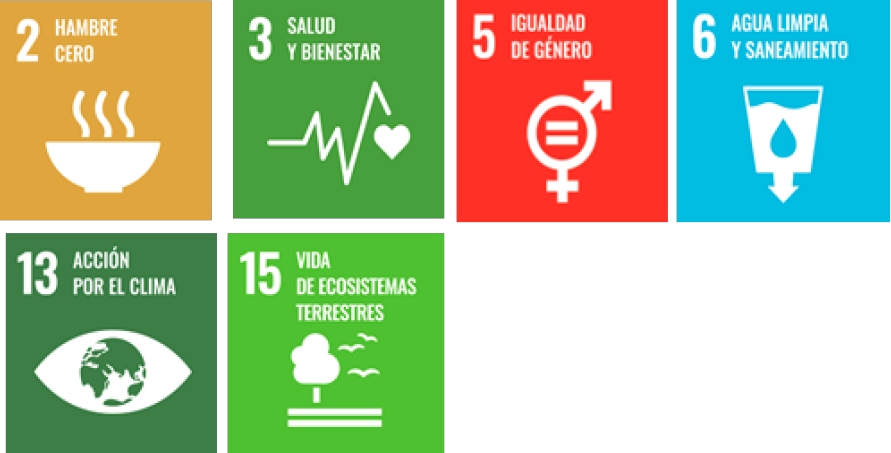 2 HAMBRE
CERO
3 SALUD
Y BIENESTAR
5 IGUALDAD
DE GÉNERO
6 AGUA LIMPIA
Y SANEAMIENTO
13 ACCIÓN
POR EL CLIMA
15 VIDA
DE ECOSISTEMAS
TERRESTRES